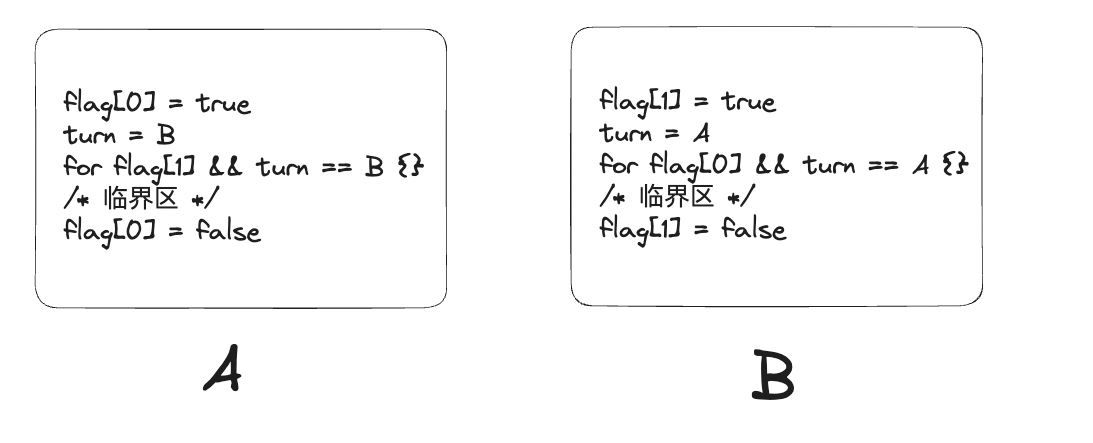 flag[0] = true
turn = B
for flag[1] && turn == B {}
/* 临界区 */
flag[0] = false
A
flag[1] = true
turn = A
for flag[0] && turn == A {}
/* 临界区 */
flag[1] = false
B